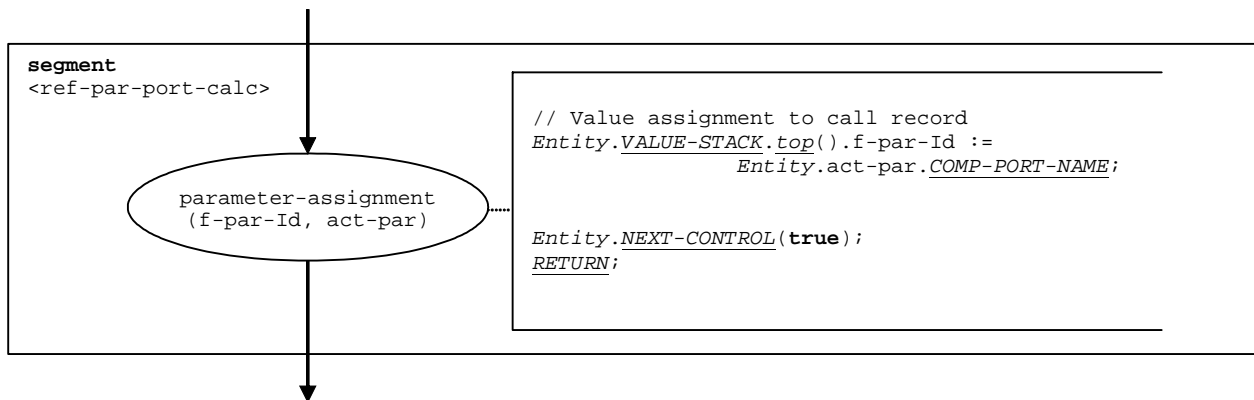 segment
<ref-par-port-calc>
// Value assignment to call record
Entity.VALUE-STACK.top().f-par-Id :=
Entity.act-par.COMP-PORT-NAME;
parameter-assignment
(f-par-Id, act-par)
Entity.NEXT-CONTROL(true);
RETURN;